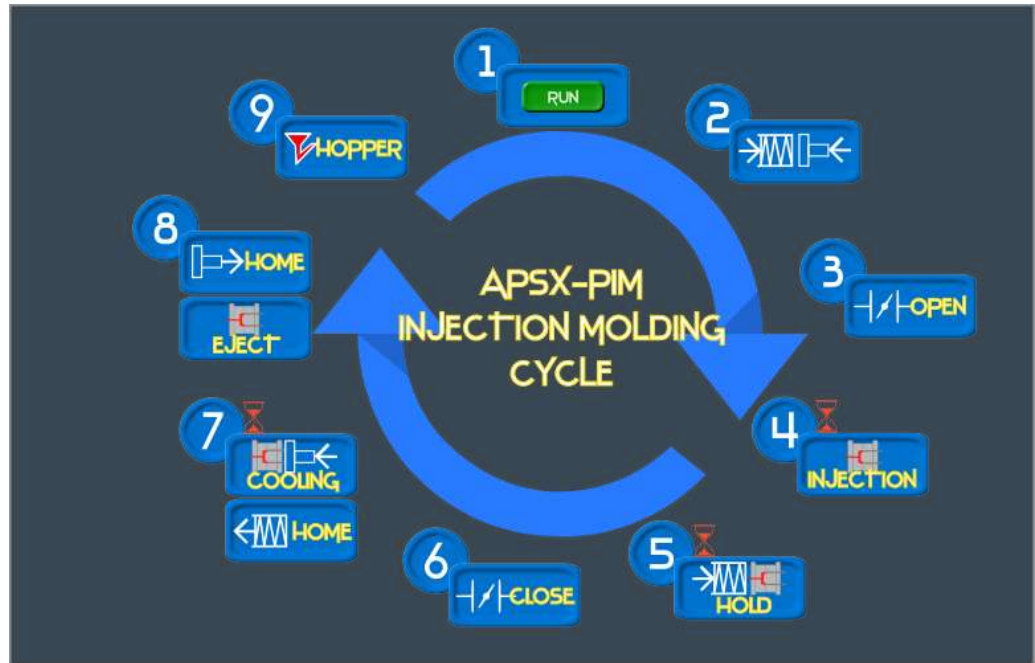 1
RUN
2
3
OPEN
4
INJECTION
5
HOLD
6
CLOSE
7
COOLING
HOME
8
HOME
EJECT
9
HOPPER
APSX-PIM
INJECTION MOLDING
CYCLE